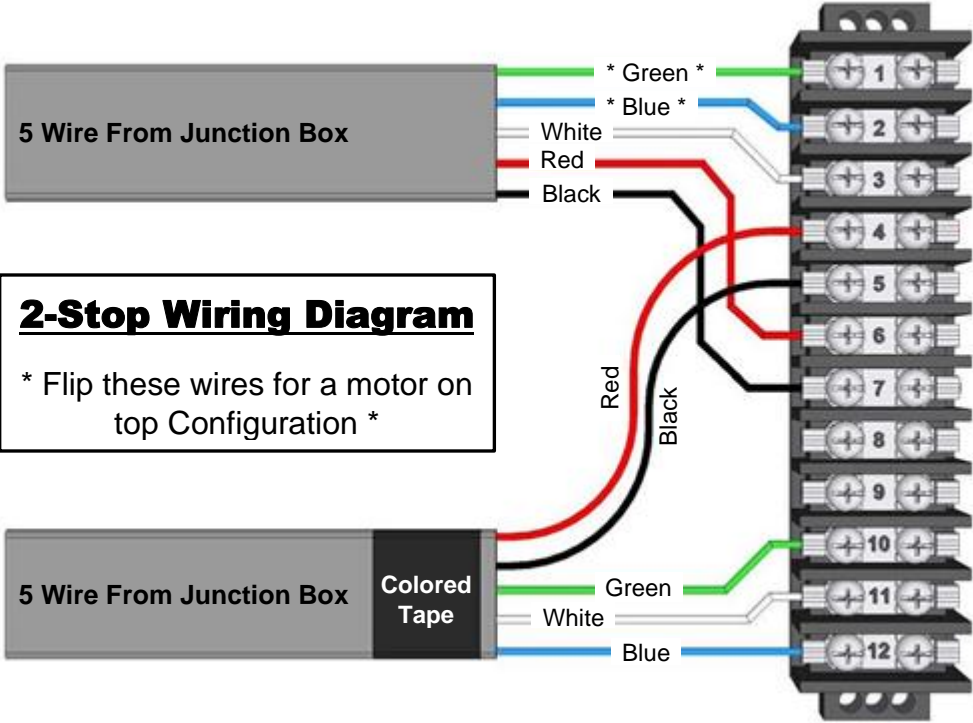 5 Wire From Junction Box
* Green *
* Blue *
White
Red
Black
2-Stop Wiring Diagram
* Flip these wires for a motor on
top Configuration *
Red
Black
5 Wire From Junction Box
Colored
Tape
Green
White
Blue
1
2
3
4
5
6
7
8
9
10
11
12